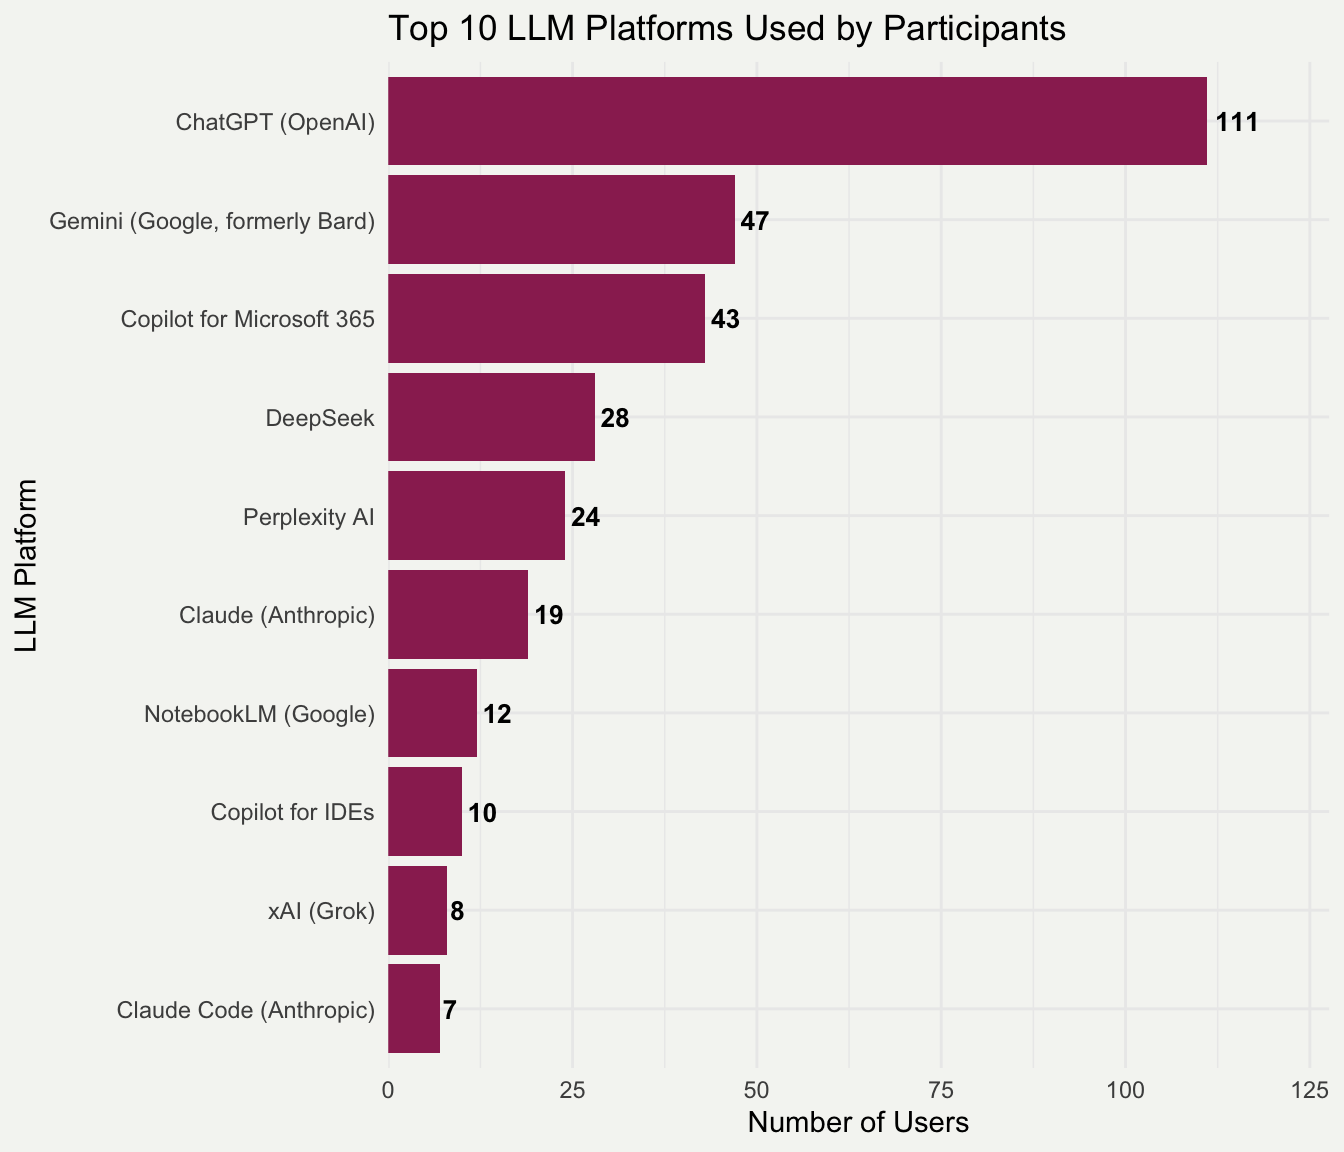 Top 10 LLM Platforms Used by Participants
ChatGPT (OpenAI) 111
Gemini (Google, formerly Bard) 47
Copilot for Microsoft 365 43
DeepSeek 28
Perplexity AI 24
Claude (Anthropic) 19
NotebookLM (Google) 12
Copilot for IDEs 10
xAI (Grok) 8
Claude Code (Anthropic) 7
LLM Platform
0 25 50 75 100 125
Number of Users